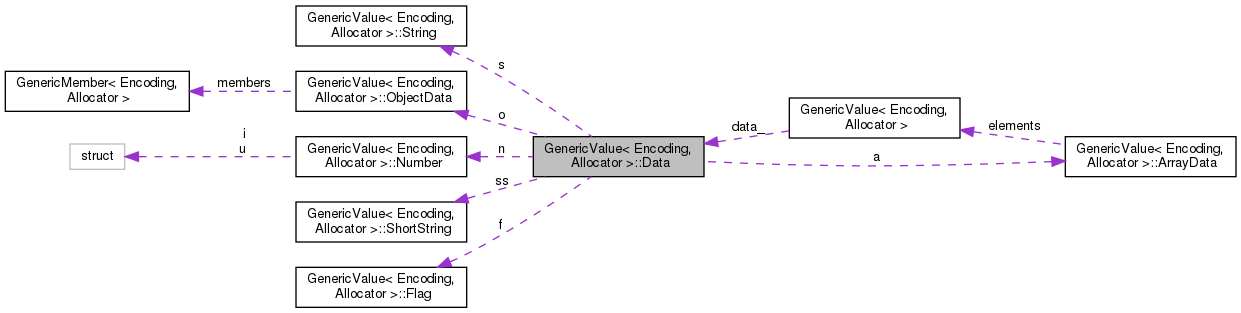 GenericValue< Encoding,
Allocator >::String
s
GenericMember< Encoding,
Allocator >
members
GenericValue< Encoding,
Allocator >::ObjectData
o
GenericValue< Encoding,
Allocator >
data_
elements
struct
i
u
GenericValue< Encoding,
Allocator >::Number
n
GenericValue< Encoding,
Allocator >::Data
a
GenericValue< Encoding,
Allocator >::ArrayData
ss
GenericValue< Encoding,
Allocator >::ShortString
f
GenericValue< Encoding,
Allocator >::Flag